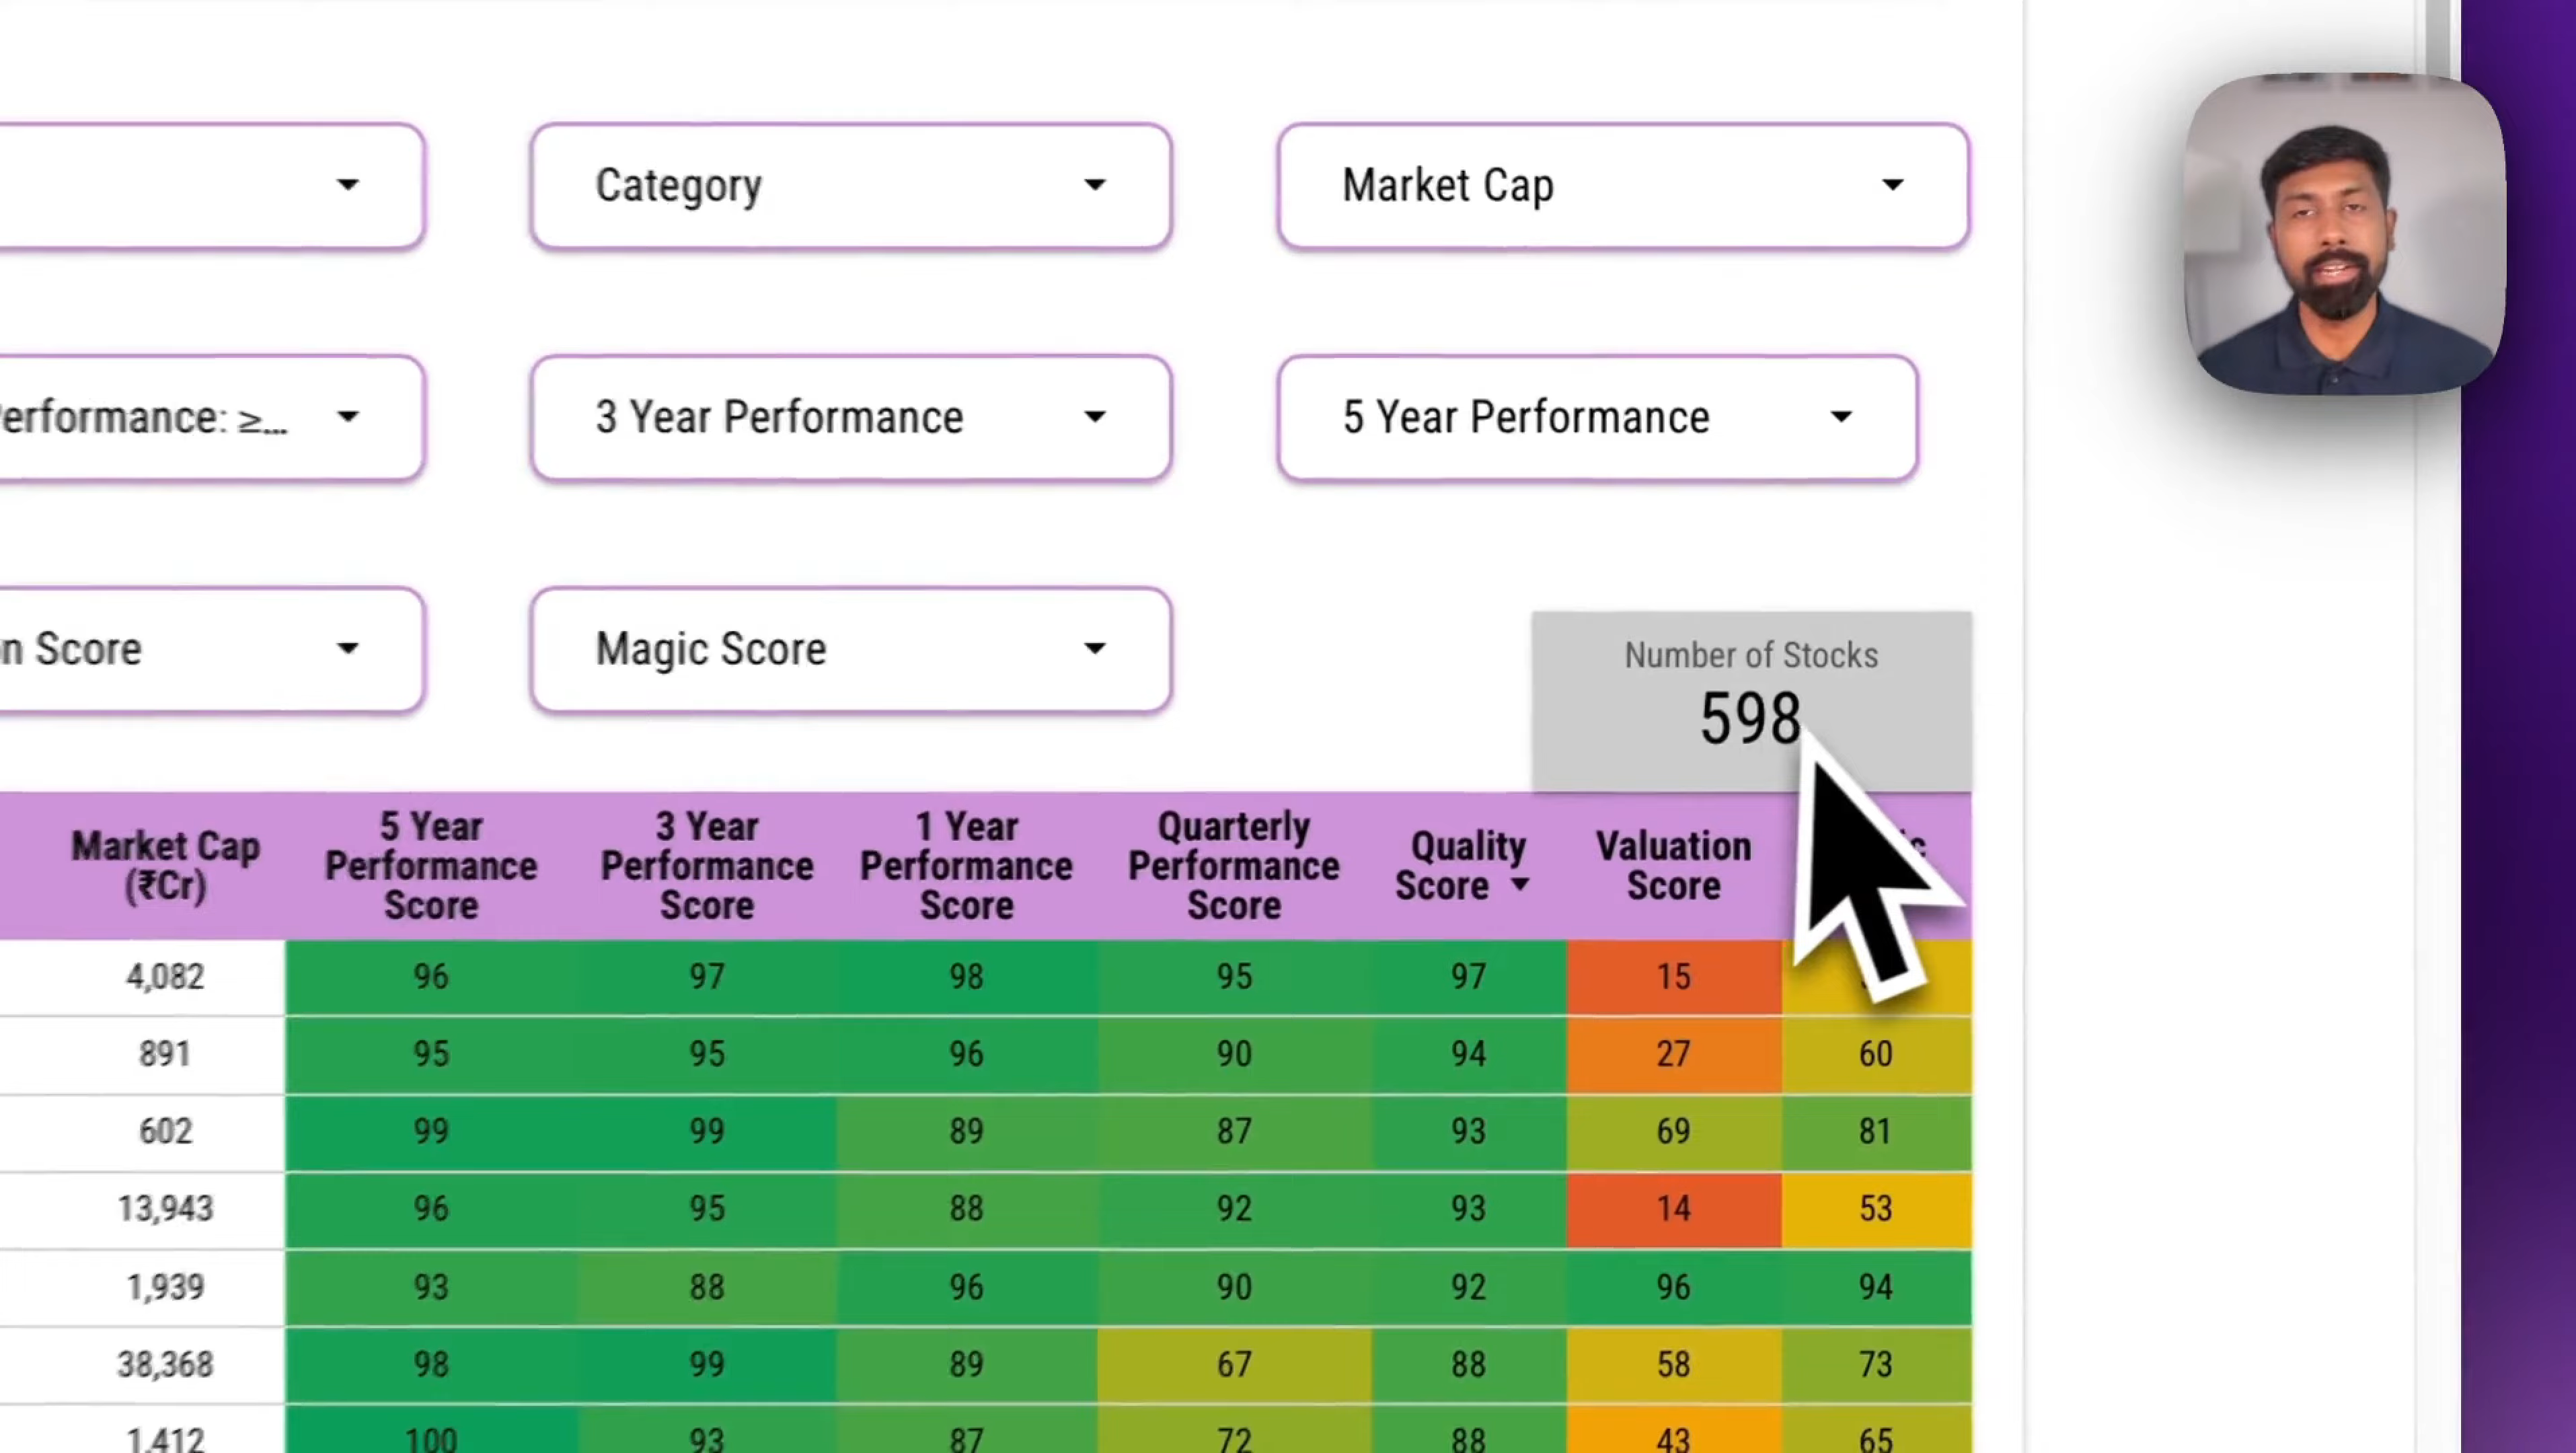 Category
Market Cap
erformance: ≥...
3 Year Performance
5 Year Performance
n Score
Magic Score
Number of Stocks
598
Market Cap (₹Cr)
5 Year Performance Score
3 Year Performance Score
1 Year Performance Score
Quarterly Performance Score
Quality Score
Valuation Score
4,082 96 97 98 95 97 15
891 95 95 96 90 94 27 60
602 99 99 89 87 93 69 81
13,943 96 95 88 92 93 14 53
1,939 93 88 96 90 92 96 94
38,368 98 99 89 67 88 58 73
1,412 100 93 87 72 88 43 65